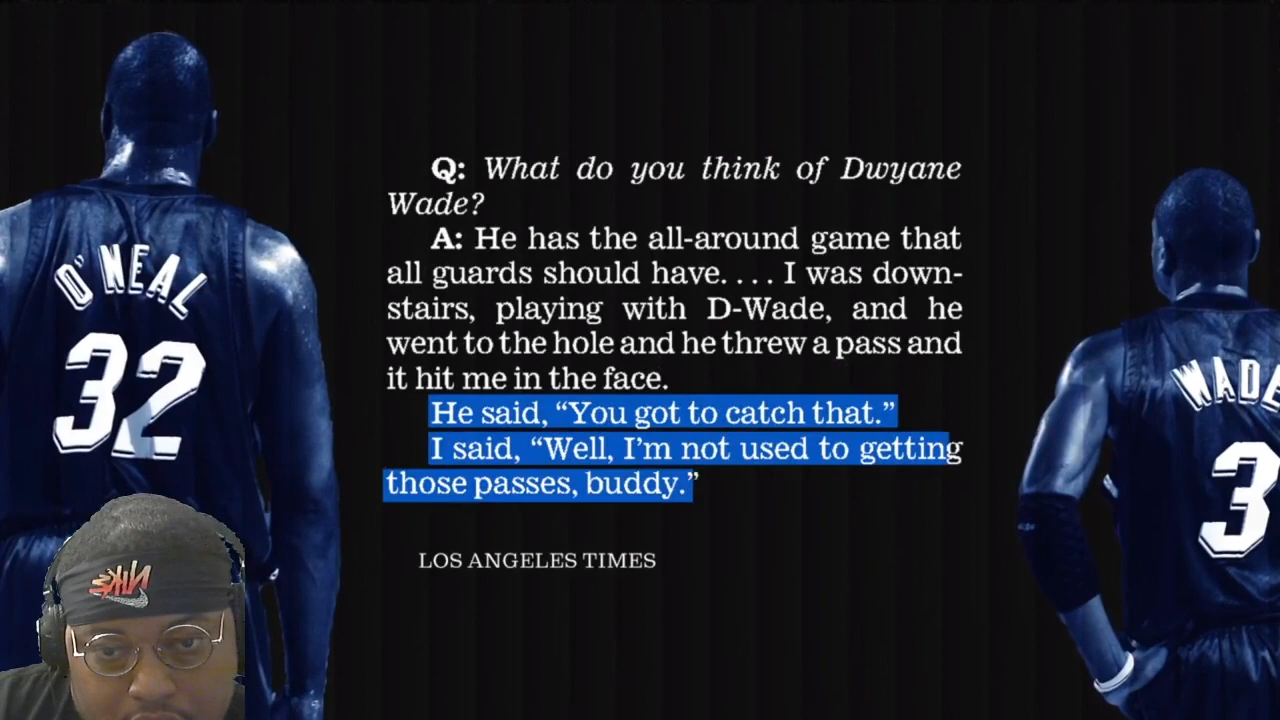 O'NEAL
32
Q: What do you think of Dwyane
Wade?
A: He has the all-around game that
all guards should have. . . . I was down-
stairs, playing with D-Wade, and he
went to the hole and he threw a pass and
it hit me in the face.
He said, “You got to catch that.”
I said, “Well, I’m not used to getting
those passes, buddy.”
LOS ANGELES TIMES
WADE
3